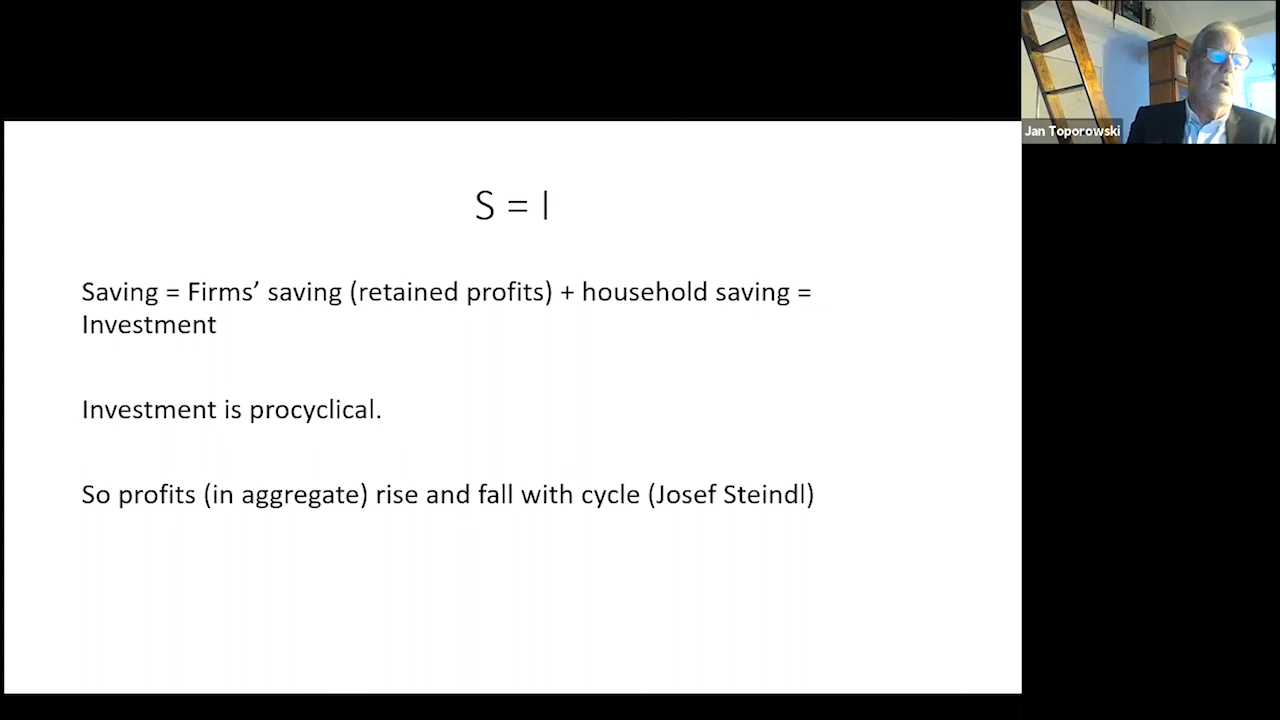 S = I
Saving = Firms’ saving (retained profits) + household saving =
Investment
Investment is procyclical.
So profits (in aggregate) rise and fall with cycle (Josef Steindl)
Jan Toporowski